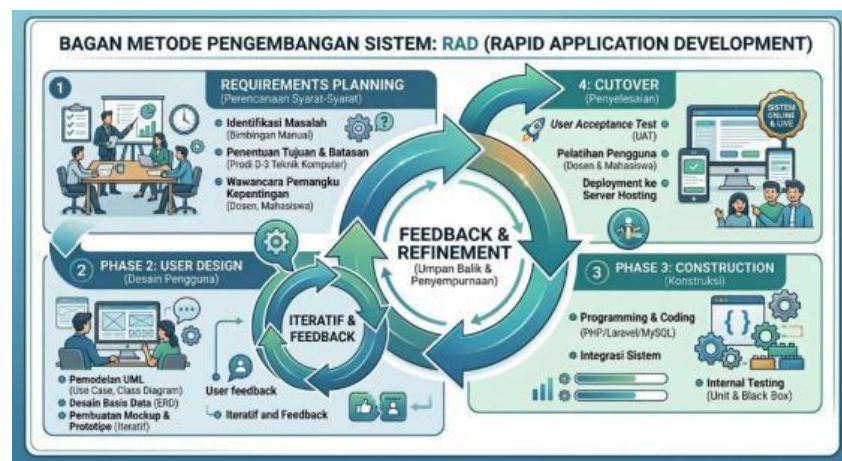 BAGAN METODE PENGEMBANGAN SISTEM: RAD (RAPID APPLICATION DEVELOPMENT)
1
REQUIREMENTS PLANNING
(Perencanaan Syarat-Syarat)
Identifikasi Masalah
(Bimbingan Manual)
Penentuan Tujuan & Batasan
(Prodi D-3 Teknik Komputer)
Wawancara Pemangku
Kepentingan
(Dosen, Mahasiswa)
2 PHASE 2: USER DESIGN
(Desain Pengguna)
Pemodelan UML
(Use Case, Class Diagram)
Desain Basis Data (ERD)
Pembuatan Mockup &
Prototipe (Iteratif)
ITERATIF &
FEEDBACK
User feedback
Iteratif and Feedback
FEEDBACK &
REFINEMENT
(Umpan Balik &
Penyempurnaan)
3 PHASE 3: CONSTRUCTION
(Konstruksi)
Programming & Coding
(PHP/Laravel/MySQL)
Integrasi Sistem
Internal Testing
(Unit & Black Box)
4: CUTOVER
(Penyelesaian)
User Acceptance Test
(UAT)
Pelatihan Pengguna
(Dosen & Mahasiswa)
Deployment ke
Server Hosting
SISTEM
ONLINE
& LIVE